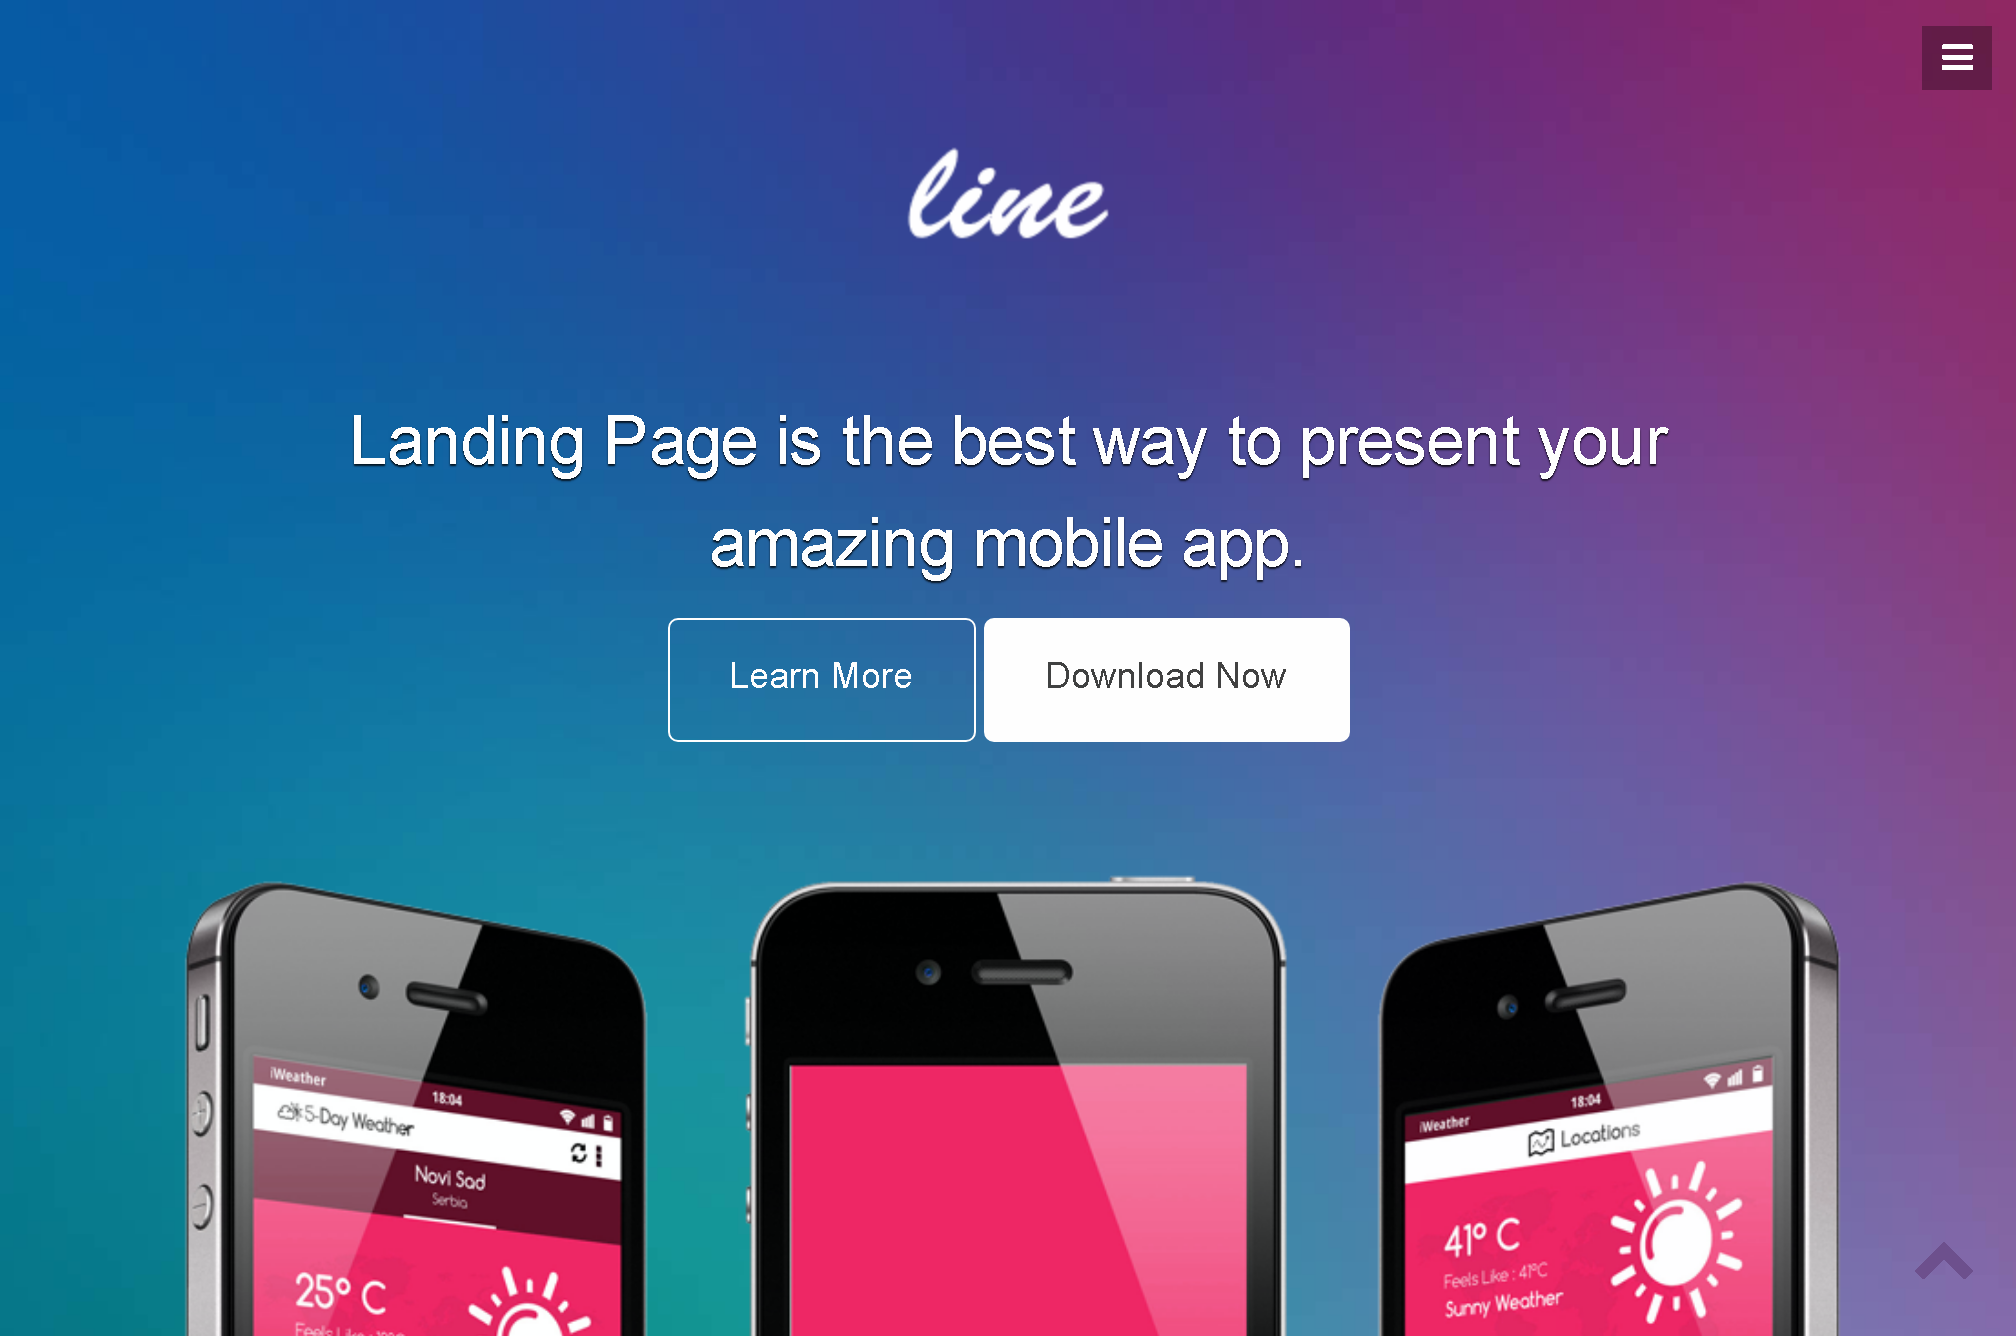 line
Landing Page is the best way to present your
amazing mobile app.
Learn More
Download Now
iWeather
18:04
5-Day Weather
Novi Sad
Serbia
25° C
Feels Like :
iWeather
18:04
Locations
41° C
Feels Like : 41°C
Sunny Weather